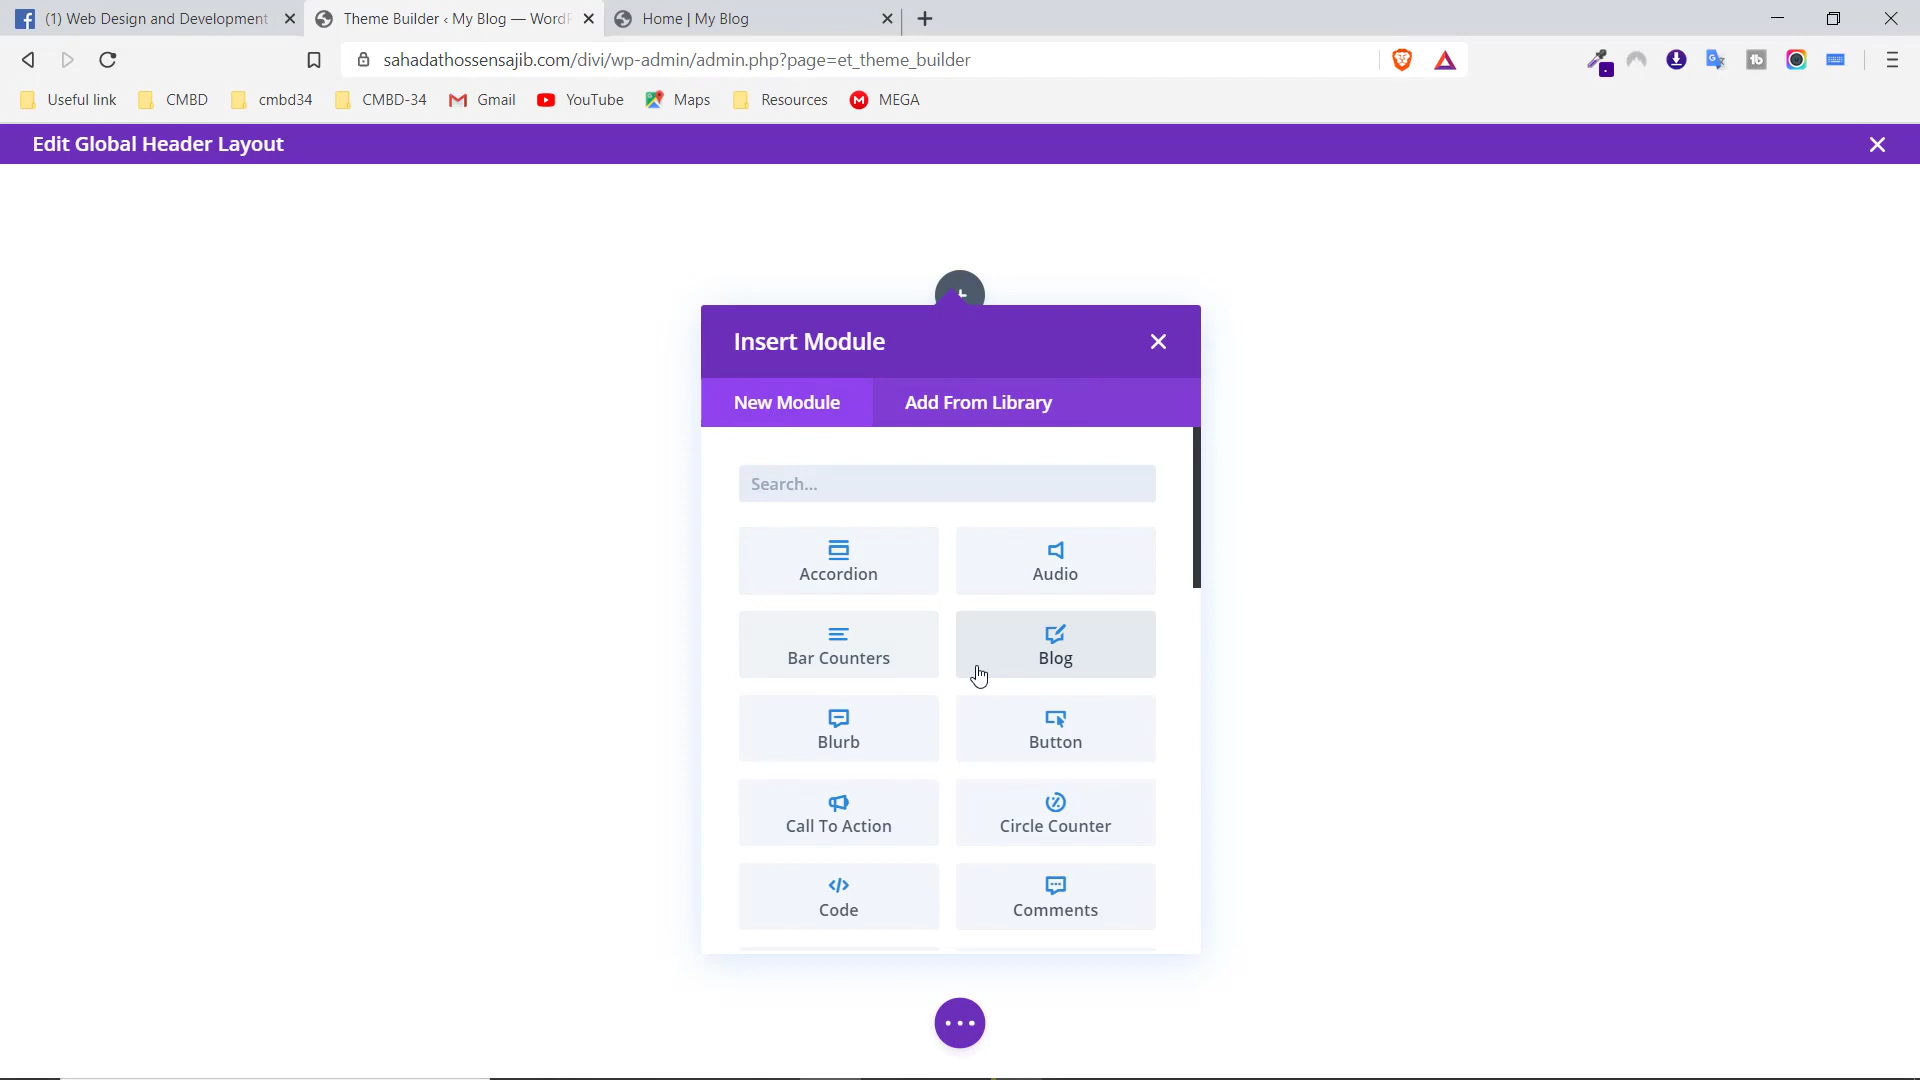 (1) Web Design and Development
Theme Builder ‹ My Blog — WordP
Home | My Blog
sahadathossensajib.com/divi/wp-admin/admin.php?page=et_theme_builder
Useful link
CMBD
cmbd34
CMBD-34
Gmail
YouTube
Maps
Resources
MEGA
Edit Global Header Layout
Insert Module
New Module
Add From Library
Search...
Accordion
Audio
Bar Counters
Blog
Blurb
Button
Call To Action
Circle Counter
Code
Comments